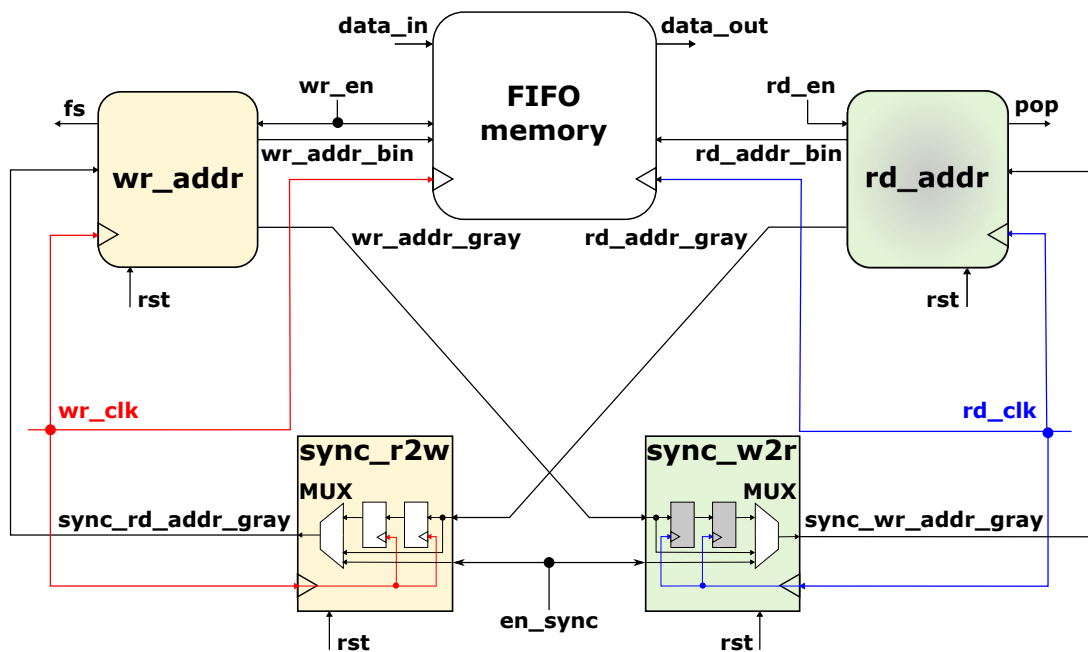 data_in
data_out
wr_en
rd_en
fs
FIFO
memory
pop
wr_addr_bin
rd_addr_bin
wr_addr
rd_addr
wr_addr_gray
rd_addr_gray
rst
rst
wr_clk
rd_clk
sync_r2w
sync_w2r
MUX
MUX
sync_rd_addr_gray
sync_wr_addr_gray
en_sync
rst
rst